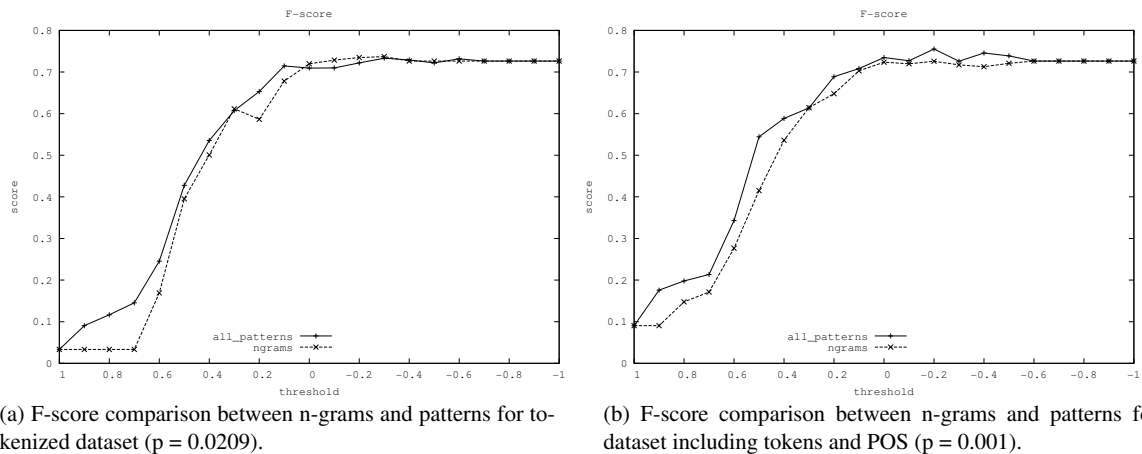 F-score
0.8
0.7
0.6
0.5
0.4
0.3
0.2
0.1
0
score
all_patterns
ngrams
1 0.8 0.6 0.4 0.2 0 -0.2 -0.4 -0.6 -0.8 -1
threshold
(a) F-score comparison between n-grams and patterns for to-
kenized dataset (p = 0.0209).
F-score
0.8
0.7
0.6
0.5
0.4
0.3
0.2
0.1
0
score
all_patterns
ngrams
1 0.8 0.6 0.4 0.2 0 -0.2 -0.4 -0.6 -0.8 -1
threshold
(b) F-score comparison between n-grams and patterns fo
dataset including tokens and POS (p = 0.001).